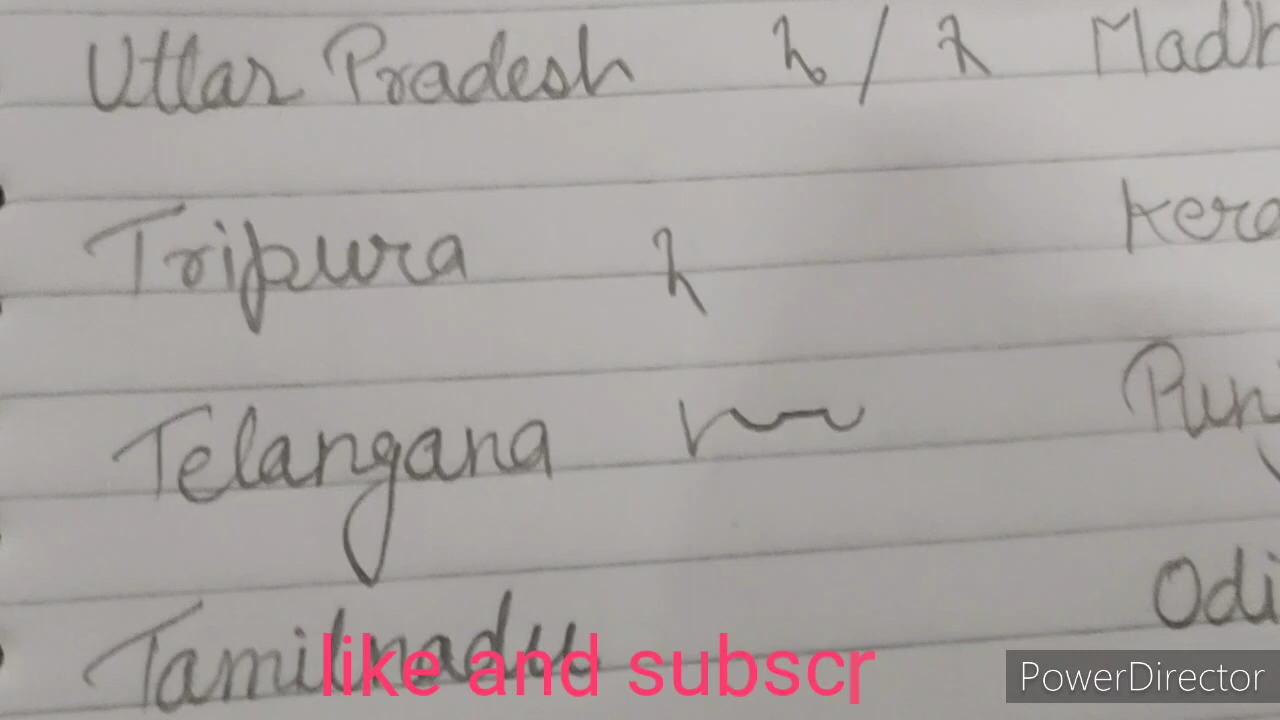 Uttar Pradesh / Madh
Tripura Kera
Telangana Pun
Tamilnadu Odi
like and subscr
PowerDirector